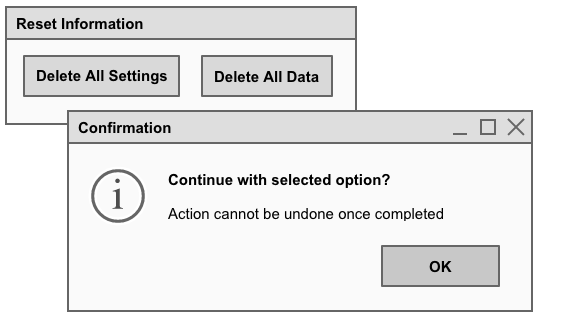 Reset Information
Delete All Settings
Delete All Data
Confirmation
i
Continue with selected option?
Action cannot be undone once completed
OK